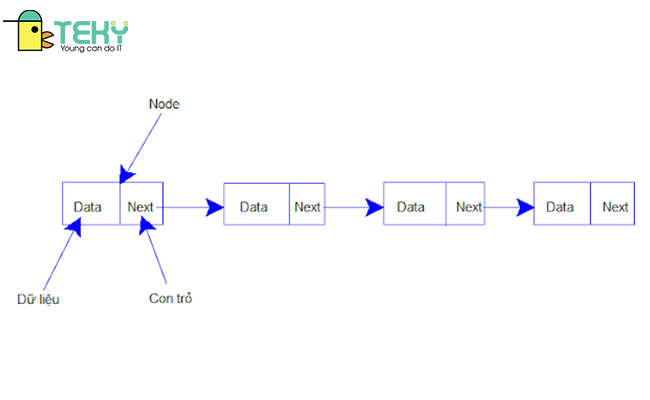 TEKY
Young can do IT
Node
Data Next Data Next Data Next Data Next
Dữ liệu Con trỏ